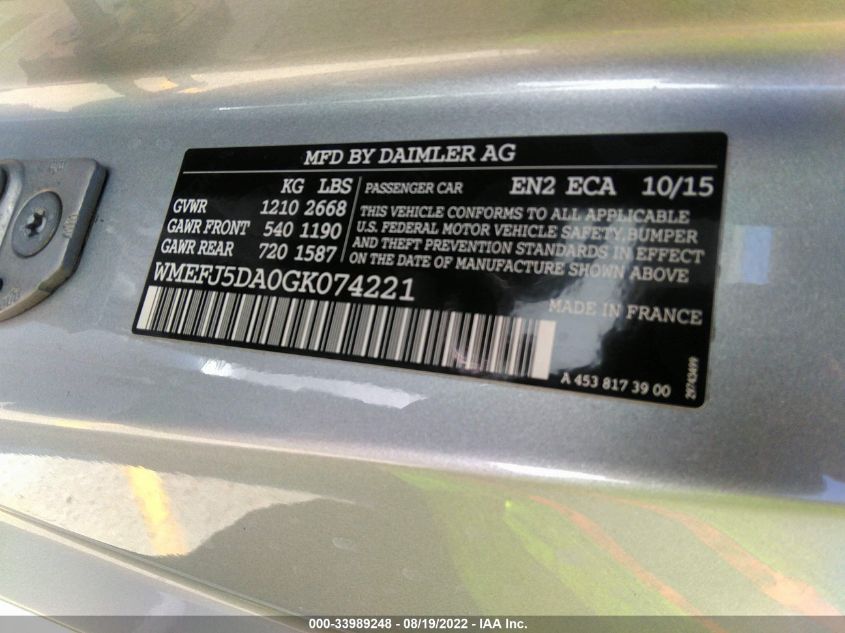 MFD BY DAIMLER AG
KG LBS
GVWR 1210 2668
GAWR FRONT 540 1190
GAWR REAR 720 1587
PASSENGER CAR EN2 ECA 10/15
THIS VEHICLE CONFORMS TO ALL APPLICABLE
U.S. FEDERAL MOTOR VEHICLE SAFETY, BUMPER
AND THEFT PREVENTION STANDARDS IN EFFECT
ON THE DATE OF MANUFACTURE SHOWN ABOVE.
WMEFJ5DA0GK074221
MADE IN FRANCE
A 453 817 39 00
29743499
000-33989248 - 08/19/2022 - IAA Inc.